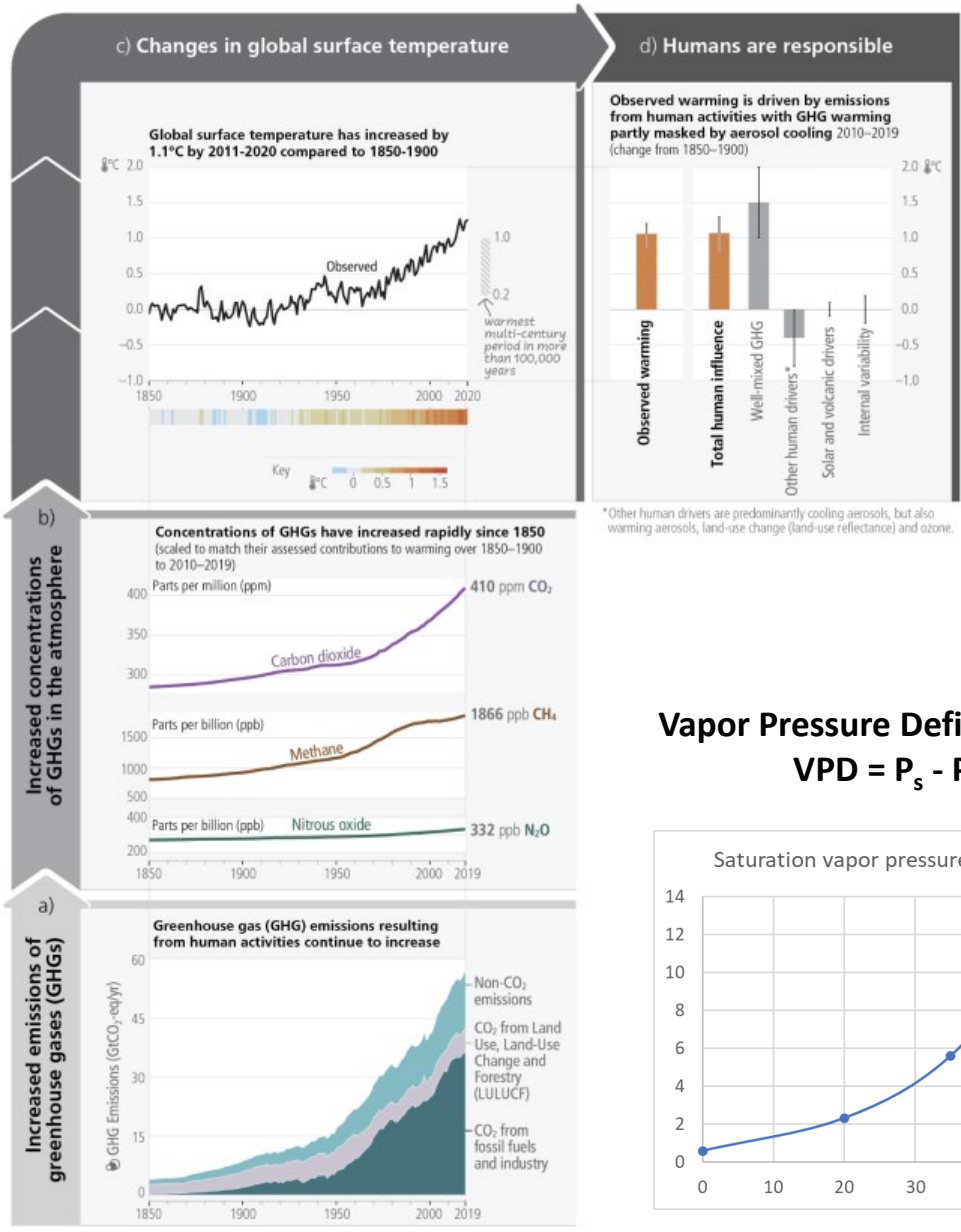 c) Changes in global surface temperature
Global surface temperature has increased by
1.1°C by 2011-2020 compared to 1850-1900
°C 2.0
1.5
1.0
0.5
0.0
−0.5
−1.0
Observed
1.0
0.2
warmest
multi-century
period in more
than 100,000
years
1850
1900
1950
2000
2020
Key
°C 0 0.5 1 1.5
d) Humans are responsible
Observed warming is driven by emissions
from human activities with GHG warming
partly masked by aerosol cooling 2010–2019
(change from 1850–1900)
2.0 °C
1.5
1.0
0.5
0.0
−0.5
−1.0
Observed warming
Total human influence
Well-mixed GHG
Other human drivers*
Solar and volcanic drivers
Internal variability
*Other human drivers are predominantly cooling aerosols, but also
warming aerosols, land-use change (land-use reflectance) and ozone.
b)
Increased concentrations
of GHGs in the atmosphere
Concentrations of GHGs have increased rapidly since 1850
(scaled to match their assessed contributions to warming over 1850–1900
to 2010–2019)
Parts per million (ppm)
400
350
300
Carbon dioxide
410 ppm CO₂
Parts per billion (ppb)
1500
1000
500
Methane
1866 ppb CH₄
400
Parts per billion (ppb)
Nitrous oxide
200
332 ppb N₂O
1850
1900
1950
2000
2019
a)
Increased emissions of
greenhouse gases (GHGs)
Greenhouse gas (GHG) emissions resulting
from human activities continue to increase
60
45
30
15
0
GHG Emissions (GtCO₂-eq/yr)
Non-CO₂
emissions
CO₂ from Land
Use, Land-Use
Change and
Forestry
(LULUCF)
CO₂ from
fossil fuels
and industry
1850
1900
1950
2000
2019
Vapor Pressure Defi
VPD = Pₛ - P
Saturation vapor pressure
14
12
10
8
6
4
2
0
0
10
20
30